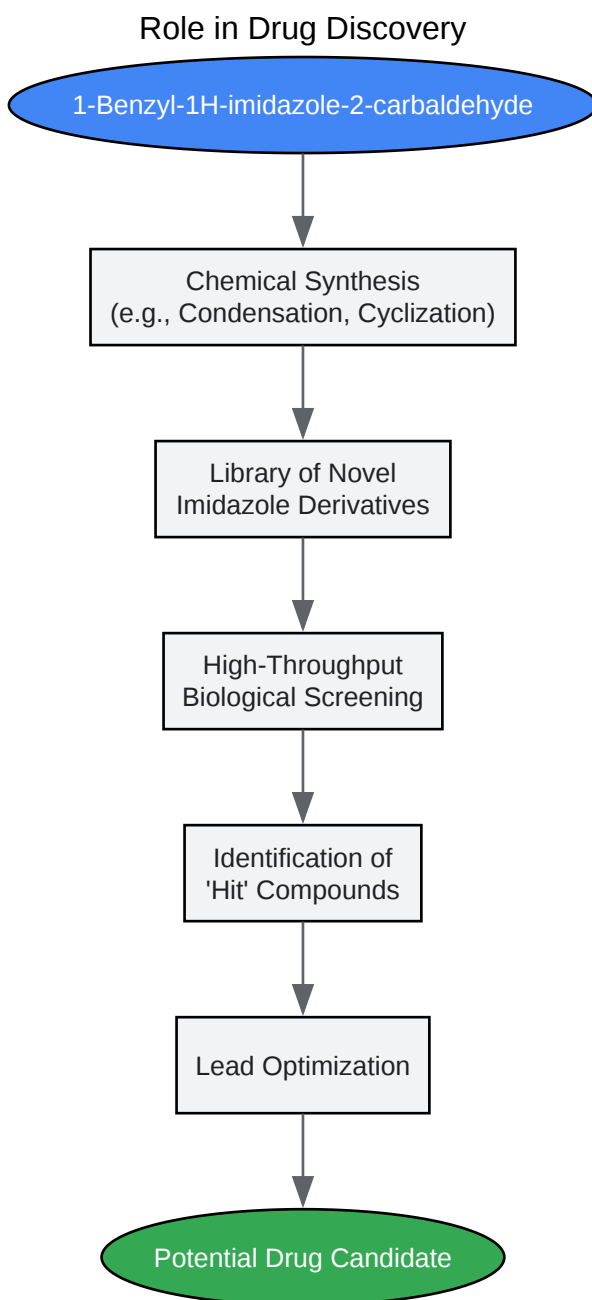 Role in Drug Discovery
1-Benzyl-1H-imidazole-2-carbaldehyde
Chemical Synthesis
(e.g., Condensation, Cyclization)
Library of Novel
Imidazole Derivatives
High-Throughput
Biological Screening
Identification of
'Hit' Compounds
Lead Optimization
Potential Drug Candidate